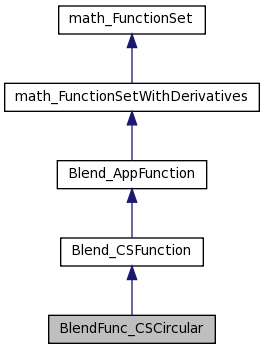 math_FunctionSet
math_FunctionSetWithDerivatives
Blend_AppFunction
Blend_CSFunction
BlendFunc_CSCircular